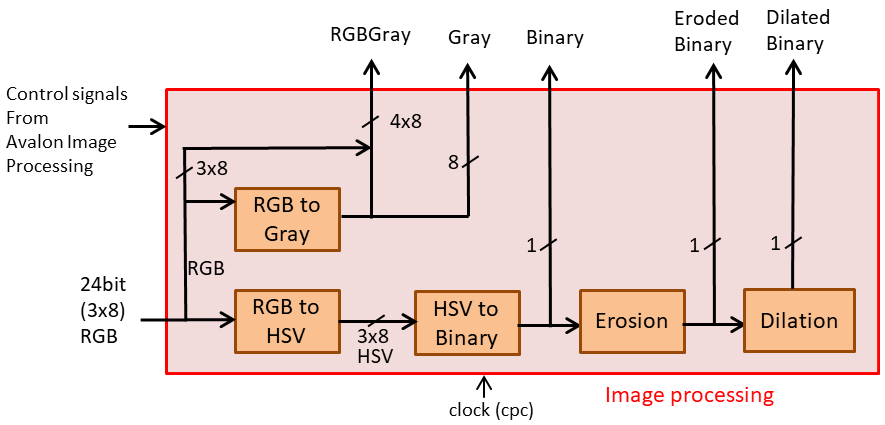 RGBGray
Gray
Binary
Eroded
Binary
Dilated
Binary
Control signals
From
Avalon Image
Processing
4x8
3x8
8
RGB to
Gray
1
1
1
RGB
24bit
(3x8)
RGB
RGB to
HSV
3x8
HSV
HSV to
Binary
Erosion
Dilation
Image processing
clock (cpc)